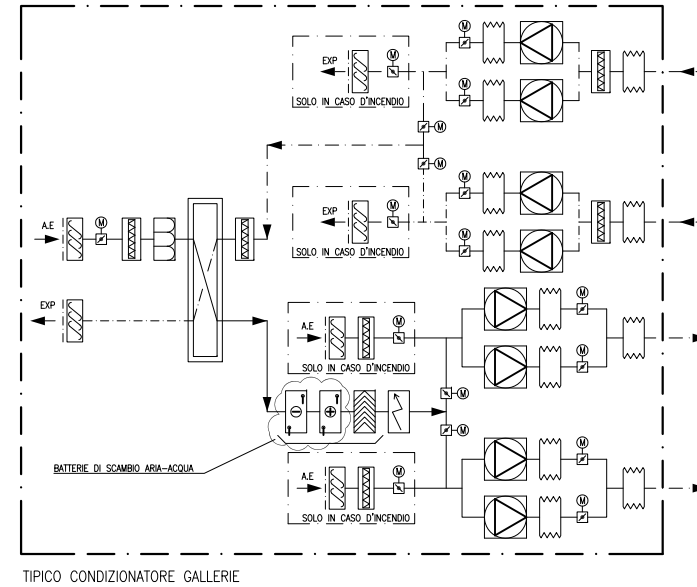 M
M
EXP
M
M
SOLO IN CASO D'INCENDIO
M
M
M
M
EXP
M
A.E
M
SOLO IN CASO D'INCENDIO
EXP
M
A.E
M
M
SOLO IN CASO D'INCENDIO
M
M
BATTERIE DI SCAMBIO ARIA-ACQUA
M
A.E
M
M
SOLO IN CASO D'INCENDIO
TIPICO CONDIZIONATORE GALLERIE